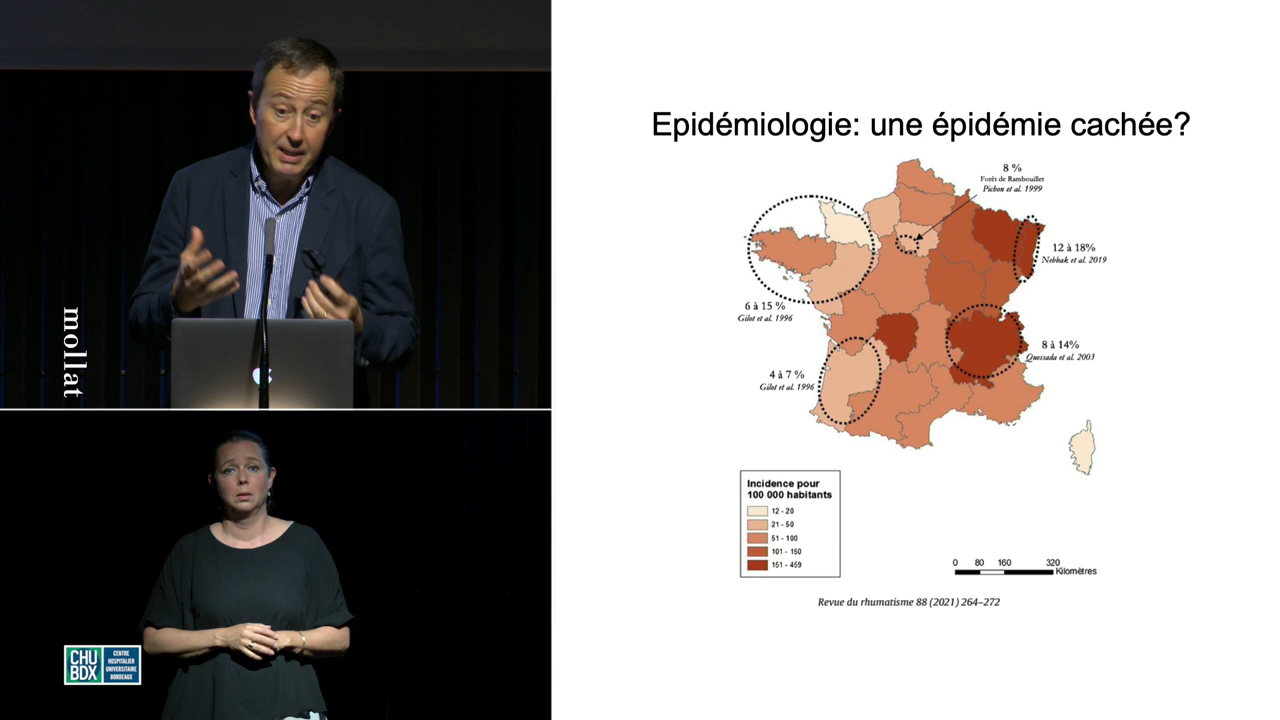 mollat
CHU
BDX
CENTRE
HOSPITALIER
UNIVERSITAIRE
BORDEAUX
Epidémiologie: une épidémie cachée?
8 %
Forêt de Rambouillet
Pichon et al. 1999
12 à 18%
Nebbak et al. 2019
6 à 15 %
Gilot et al. 1996
8 à 14%
Quessada et al. 2003
4 à 7 %
Gilot et al. 1996
Incidence pour
100 000 habitants
12 - 20
21 - 50
51 - 100
101 - 150
151 - 459
0 80 160 320
Kilomètres
Revue du rhumatisme 88 (2021) 264–272